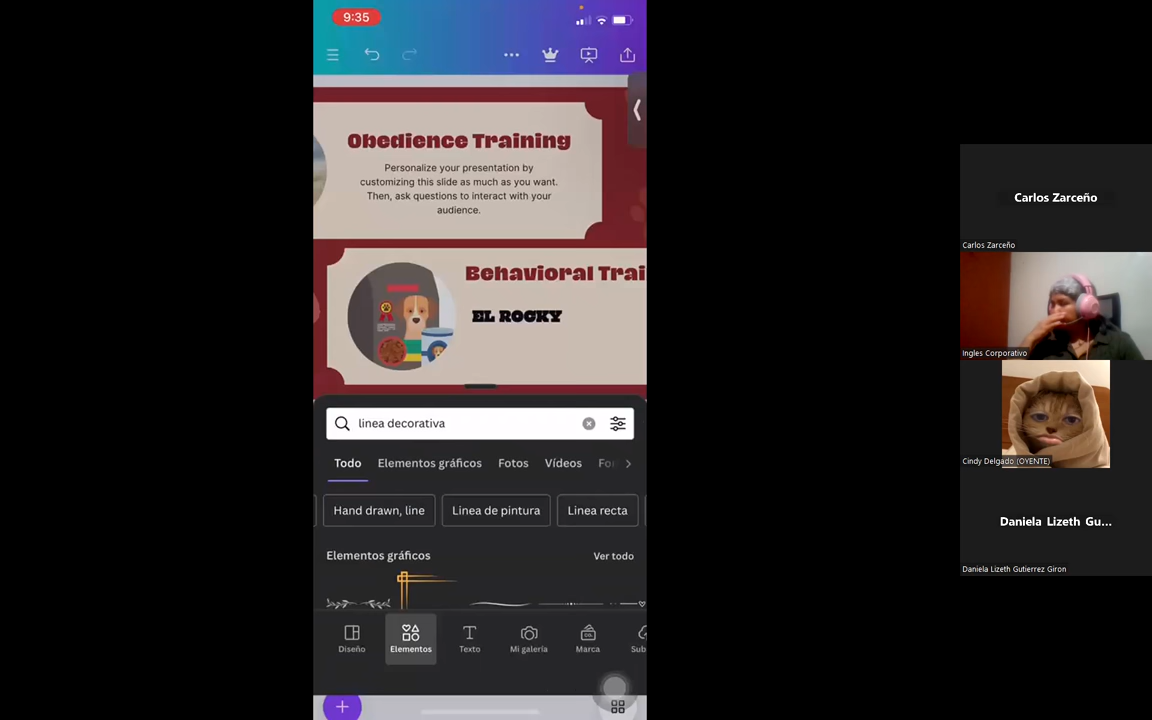 9:35
Obedience Training
Personalize your presentation by
customizing this slide as much as you want.
Then, ask questions to interact with your
audience.
Behavioral Trai
EL ROCKY
linea decorativa
Todo
Elementos gráficos
Fotos
Vídeos
For
Hand drawn, line
Linea de pintura
Linea recta
Elementos gráficos
Ver todo
Diseño
Elementos
Texto
Mi galería
Marca
Sub
Carlos Zarceño
Carlos Zarceño
Ingles Corporativo
Cindy Delgado (OYENTE)
Daniela Lizeth Gu...
Daniela Lizeth Gutierrez Giron